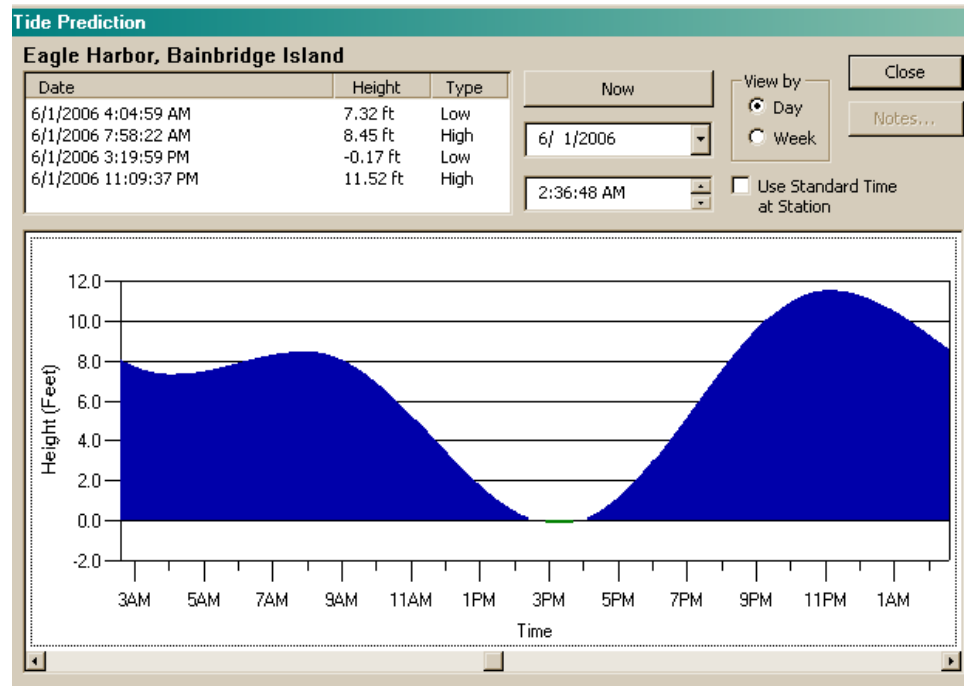 Tide Prediction
Eagle Harbor, Bainbridge Island
Date Height Type
6/1/2006 4:04:59 AM 7.32 ft Low
6/1/2006 7:58:22 AM 8.45 ft High
6/1/2006 3:19:59 PM -0.17 ft Low
6/1/2006 11:09:37 PM 11.52 ft High
Now
6/ 1/2006
2:36:48 AM
View by
Day
Week
Use Standard Time
at Station
Close
Notes...
12.0
10.0
8.0
6.0
4.0
2.0
0.0
-2.0
Height (Feet)
3AM 5AM 7AM 9AM 11AM 1PM 3PM 5PM 7PM 9PM 11PM 1AM
Time